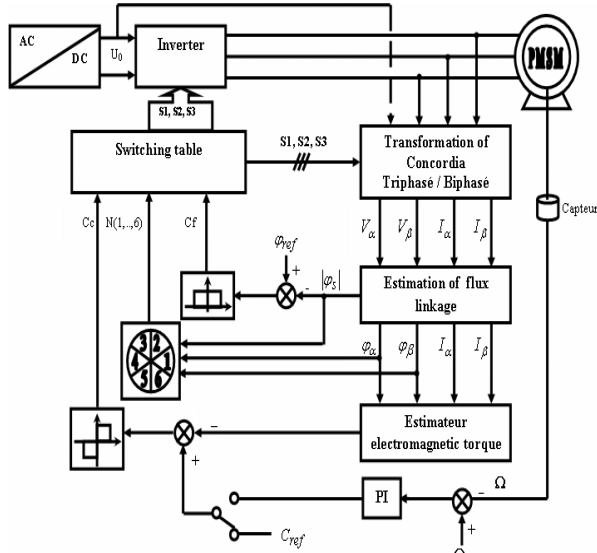 AC
DC
U0
Inverter
PMSM
S1, S2, S3
Switching table
S1, S2, S3
Transformation of
Concordia
Triphasé / Biphasé
Capteur
Cc
N(1,..,6)
Cf
φref
+
-
|φs|
Vα
Vβ
Iα
Iβ
Estimation of flux
linkage
φα
φβ
Iα
Iβ
3 2
4 1
5 6
Estimateur
electromagnetic torque
-
+
PI
-
Ω
+
Cref